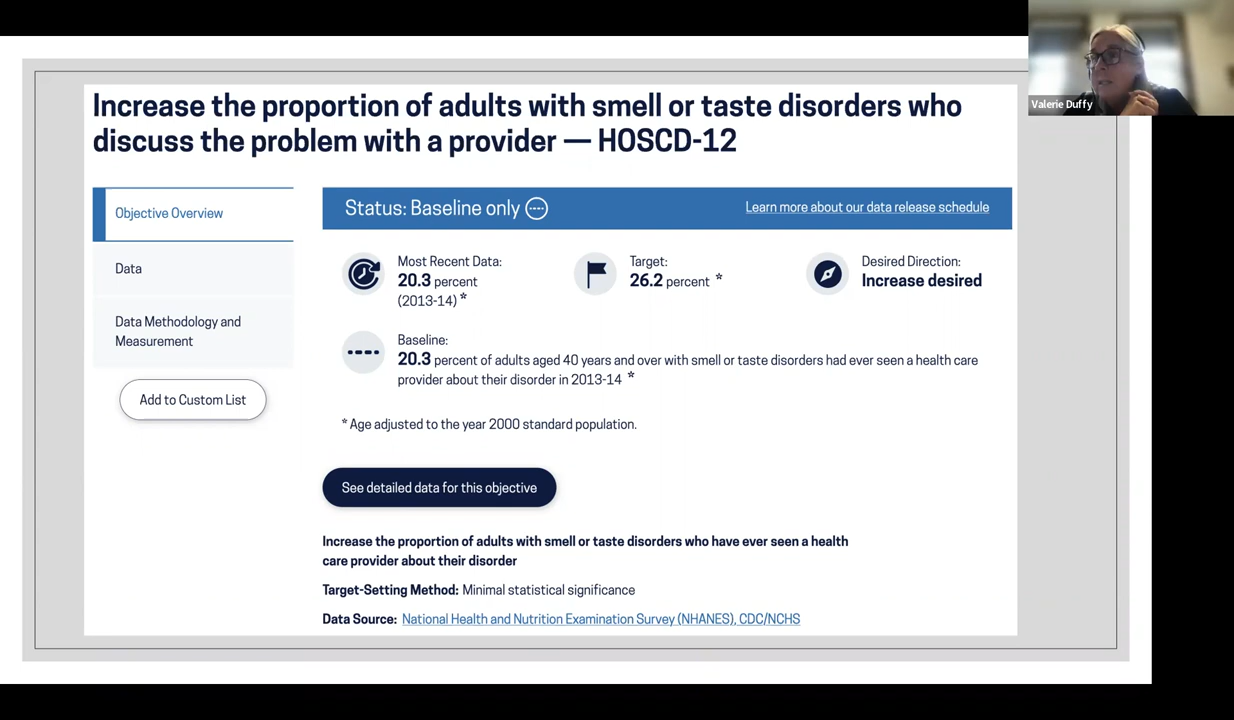 Increase the proportion of adults with smell or taste disorders who
discuss the problem with a provider — HOSCD-12
Valerie Duffy
Objective Overview
Data
Data Methodology and
Measurement
Add to Custom List
Status: Baseline only
Learn more about our data release schedule
Most Recent Data:
20.3 percent
(2013-14) *
Target:
26.2 percent *
Desired Direction:
Increase desired
Baseline:
20.3 percent of adults aged 40 years and over with smell or taste disorders had ever seen a health care
provider about their disorder in 2013-14 *
* Age adjusted to the year 2000 standard population.
See detailed data for this objective
Increase the proportion of adults with smell or taste disorders who have ever seen a health
care provider about their disorder
Target-Setting Method: Minimal statistical significance
Data Source: National Health and Nutrition Examination Survey (NHANES), CDC/NCHS